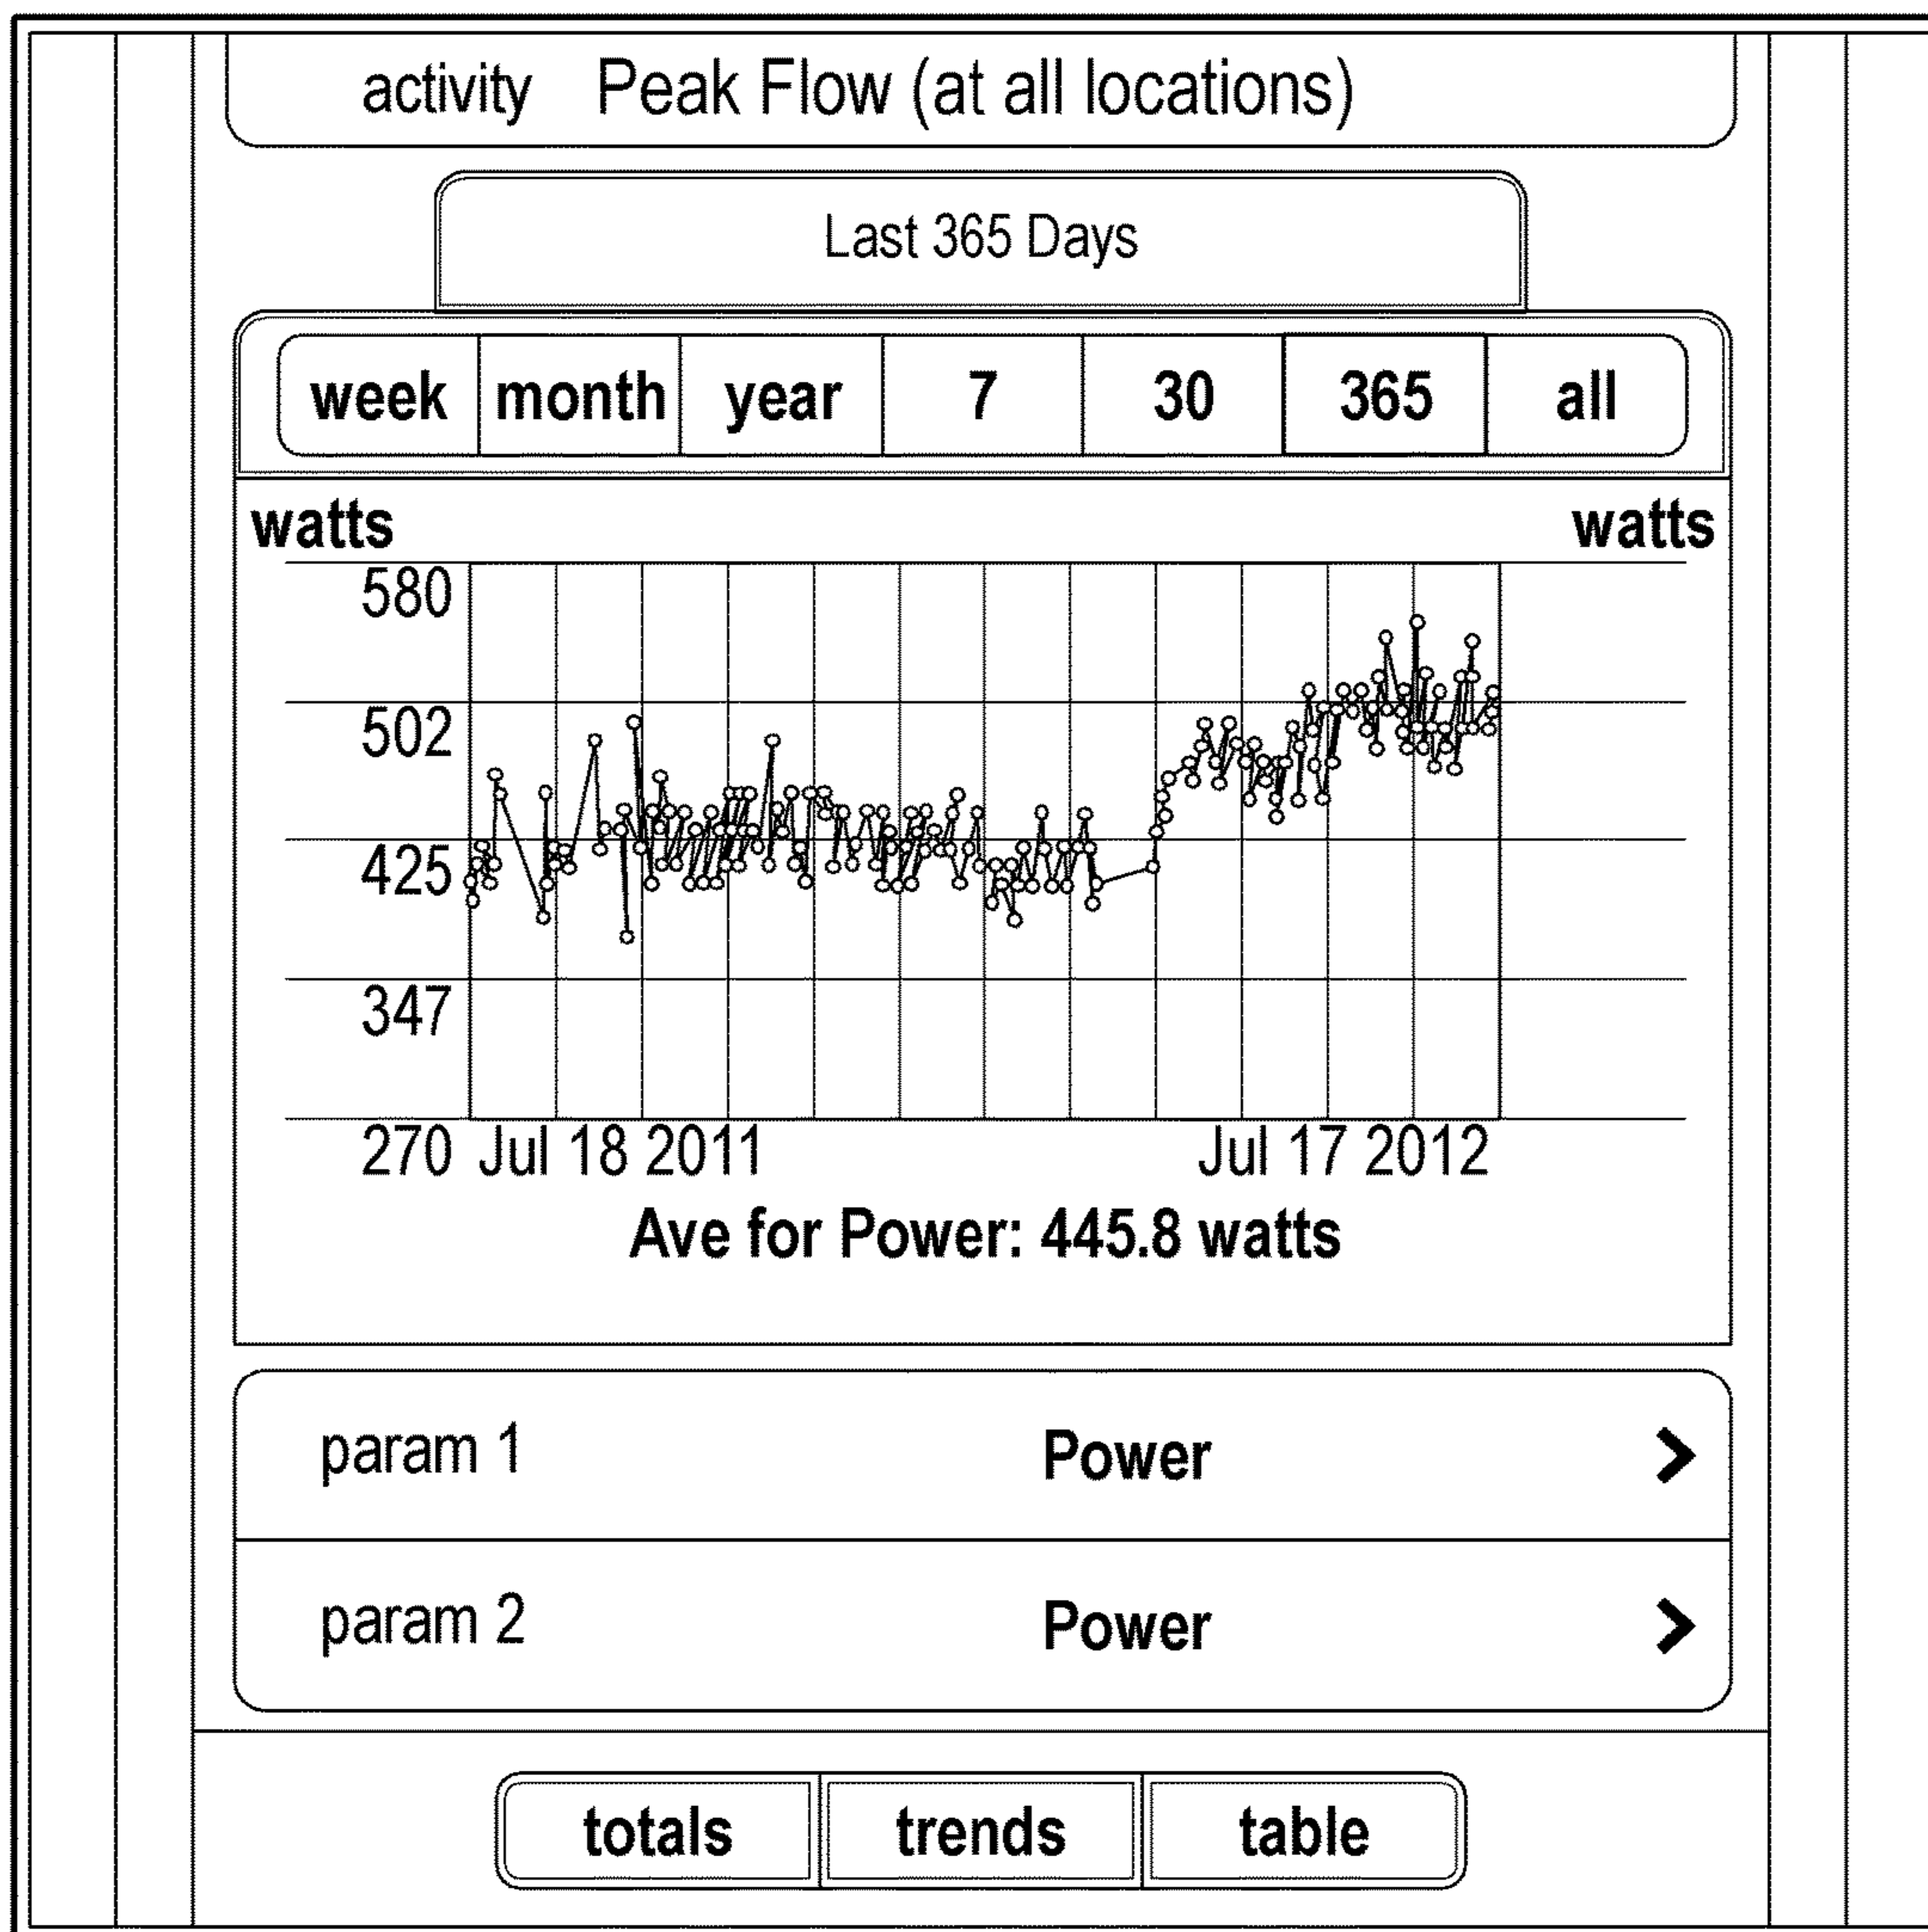 activity Peak Flow (at all locations)
Last 365 Days
week month year 7 30 365 all
watts watts
580
502
425
347
270 Jul 18 2011 Jul 17 2012
Ave for Power: 445.8 watts
param 1 Power >
param 2 Power >
totals trends table